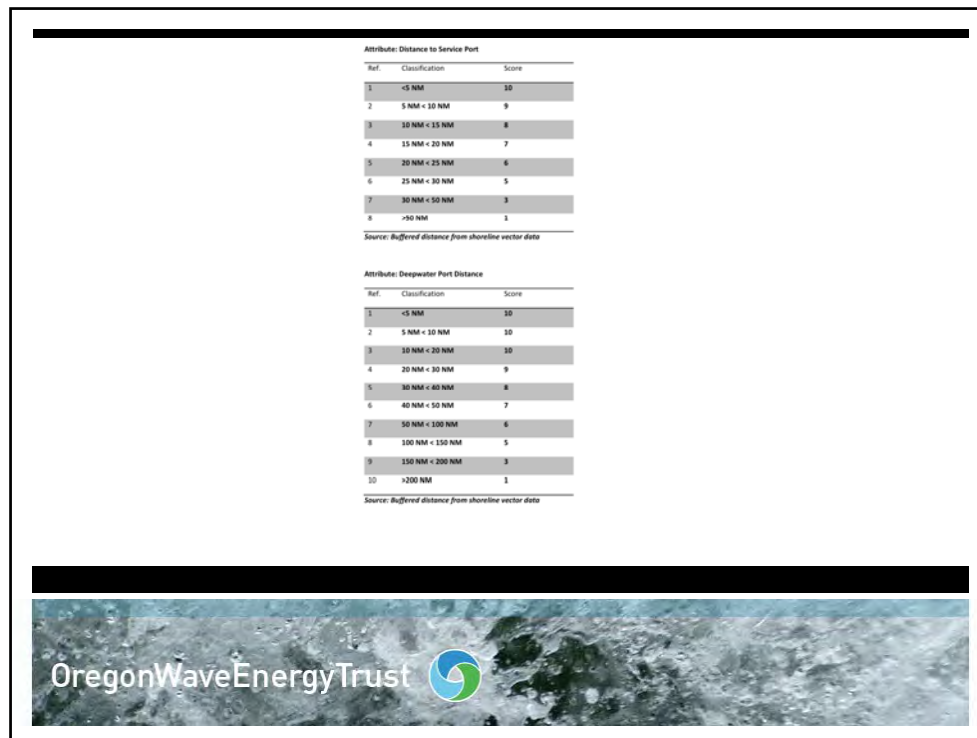 Attribute: Distance to Service Port
Ref. Classification Score
1 <5 NM 10
2 5 NM < 10 NM 9
3 10 NM < 15 NM 8
4 15 NM < 20 NM 7
5 20 NM < 25 NM 6
6 25 NM < 30 NM 5
7 30 NM < 50 NM 3
8 >50 NM 1
Source: Buffered distance from shoreline vector data
Attribute: Deepwater Port Distance
Ref. Classification Score
1 <5 NM 10
2 5 NM < 10 NM 10
3 10 NM < 20 NM 10
4 20 NM < 30 NM 9
5 30 NM < 40 NM 8
6 40 NM < 50 NM 7
7 50 NM < 100 NM 6
8 100 NM < 150 NM 5
9 150 NM < 200 NM 3
10 >200 NM 1
Source: Buffered distance from shoreline vector data
OregonWaveEnergyTrust